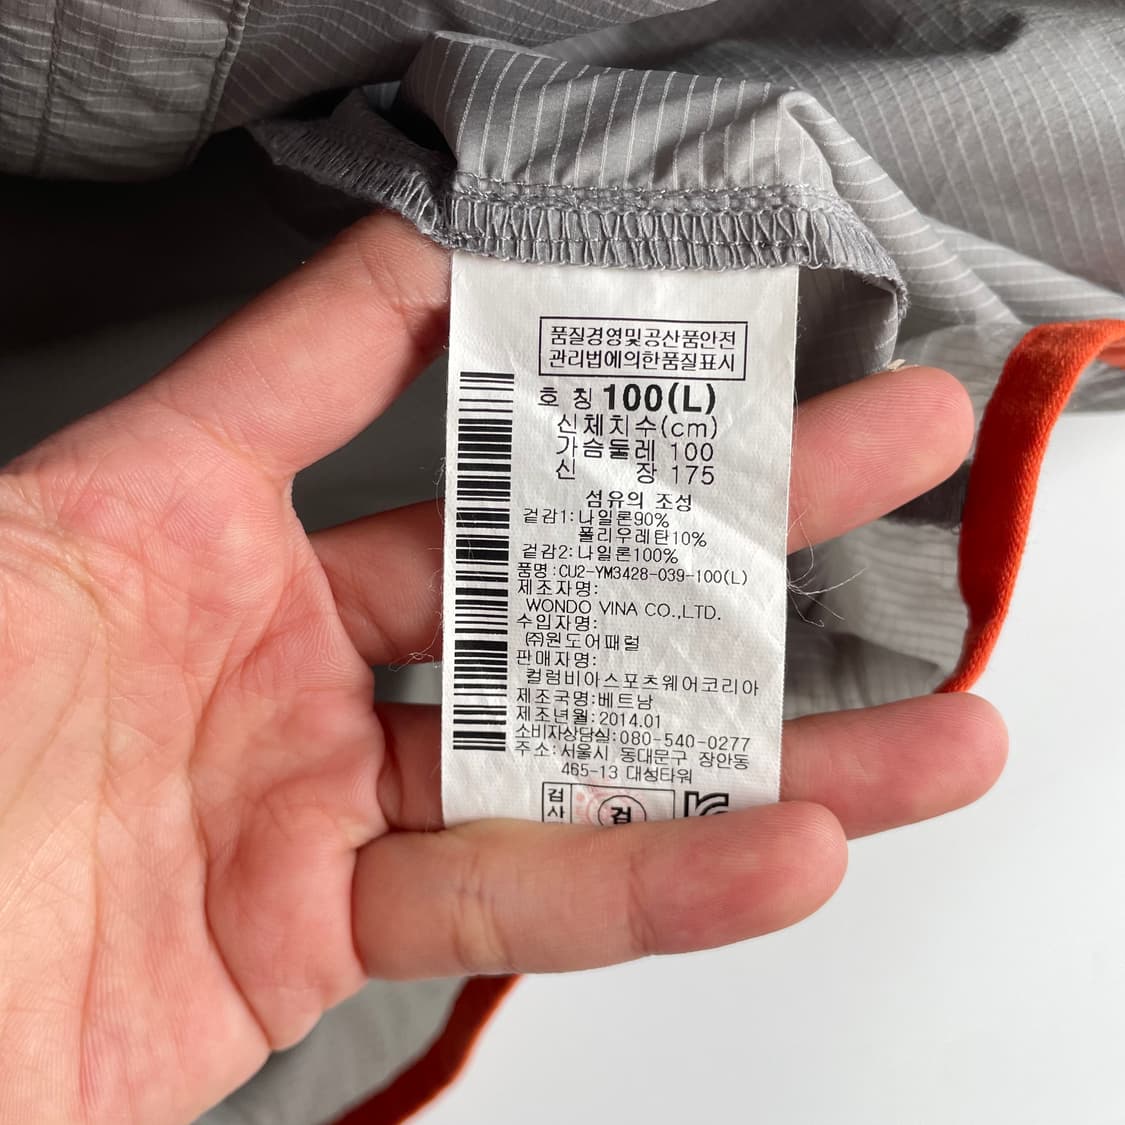 품질경영및공산품안전
관리법에의한품질표시
호 칭 100(L)
신체치수(cm)
가슴둘레 100
신 장 175
섬유의 조성
겉감1:나일론90%
폴리우레탄10%
겉감2:나일론100%
품명:CU2-YM3428-039-100(L)
제조자명:
WONDO VINA CO.,LTD.
수입자명:
㈜원도어패럴
판매자명:
컬럼비아스포츠웨어코리아
제조국명:베트남
제조년월:2014.01
소비자상담실:080-540-0277
주소:서울시 동대문구 장안동
465-13 대성타워
검사
검